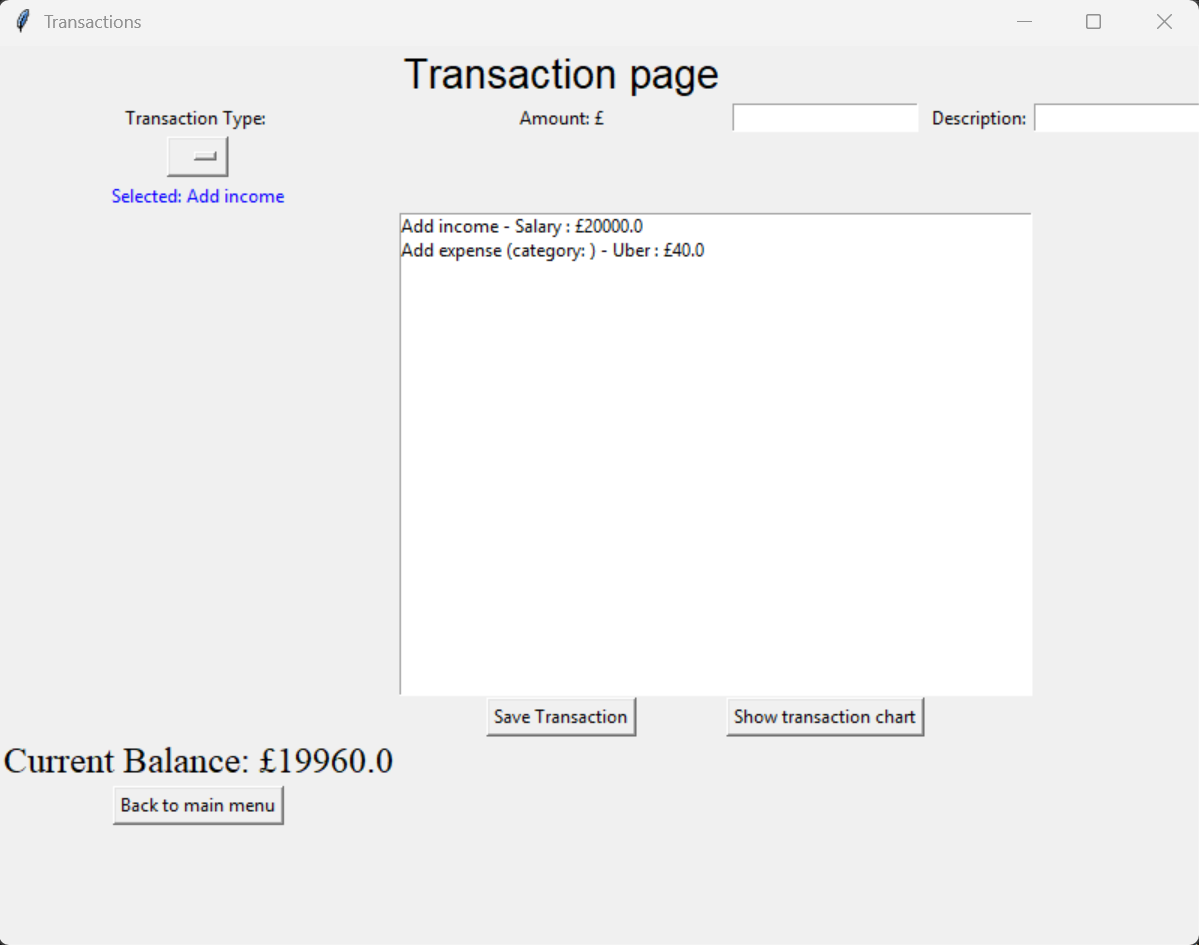 Transactions
Transaction page
Transaction Type:
Amount: £
Description:
Selected: Add income
Add income - Salary : £20000.0
Add expense (category: ) - Uber : £40.0
Save Transaction
Show transaction chart
Current Balance: £19960.0
Back to main menu